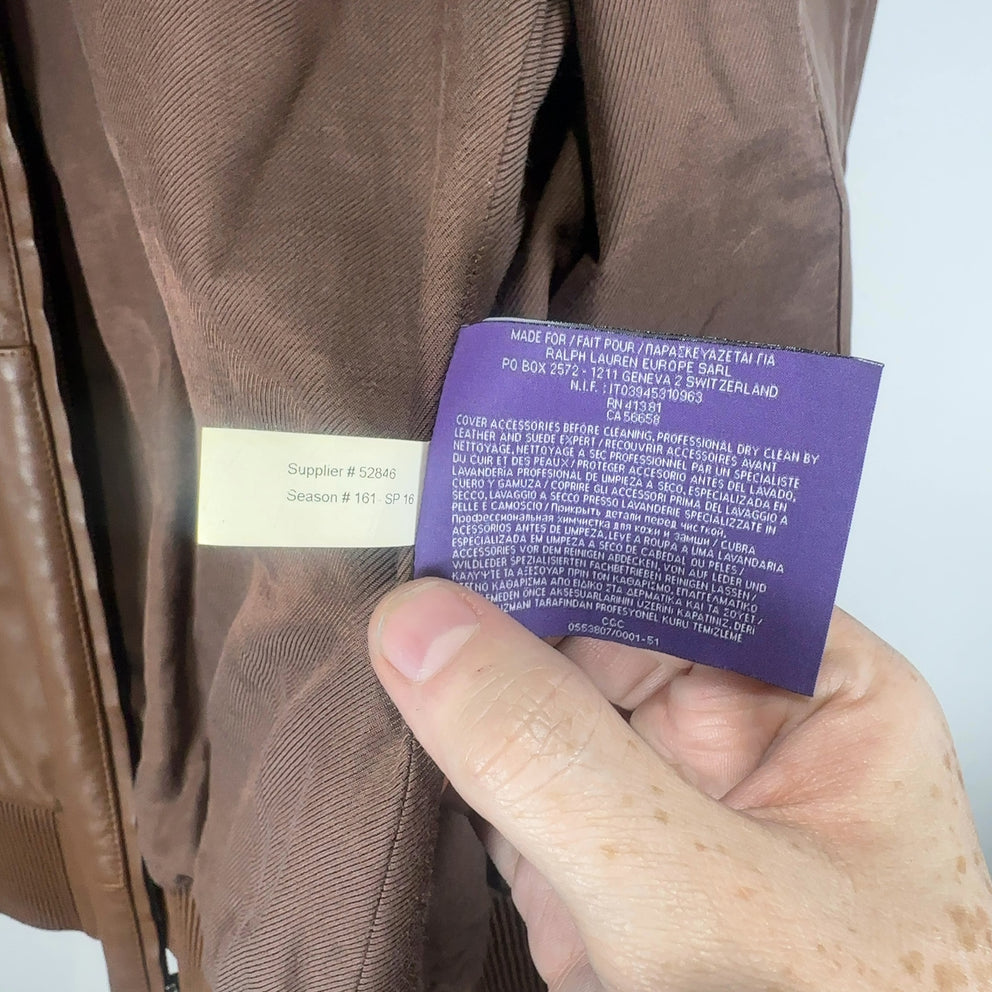 Supplier # 52846
Season # 161- SP 16
MADE FOR / FAIT POUR / ΠΑΡΑΣΚΕΥΑΖΕΤΑΙ ΓΙΑ
RALPH LAUREN EUROPE SARL
PO BOX 2572 - 1211 GENEVA 2 SWITZERLAND
N.I.F. : IT03945310963
RN 41381
CA 56658
COVER ACCESSORIES BEFORE CLEANING, PROFESSIONAL DRY CLEAN BY
LEATHER AND SUEDE EXPERT / RECOUVRIR ACCESSOIRES AVANT
NETTOYAGE, NETTOYAGE A SEC PROFESSIONNEL PAR UN SPECIALISTE
DU CUIR ET DES PEAUX / PROTEGER ACCESORIO ANTES DEL LAVADO,
LAVANDERÍA PROFESIONAL DE LIMPIEZA A SECO, ESPECIALIZADA EN
CUERO Y GAMUZA / COPRIRE GLI ACCESSORI PRIMA DEL LAVAGGIO A
SECCO, LAVAGGIO A SECCO PRESSO LAVANDERIE SPECIALIZZATE IN
PELLE E CAMOSCIO / Прикрыть детали перед чисткой,
Профессиональная химчистка для кожи и замши / CUBRA
ACESSORIOS ANTES DE LIMPEZA, LEVE A ROUPA A UMA LAVANDARIA
ESPECIALIZADA EM LIMPEZA A SECO DE CABEDAL OU PELES /
ACCESSORIES VOR DEM REINIGEN ABDECKEN, VON AUF LEDER UND
WILDLEDER SPEZIALISIERTEN FACHBETRIEBEN REINIGEN LASSEN /
ΚΑΛΥΨΤΕ ΤΑ ΑΞΕΣΟΥΑΡ ΠΡΙΝ ΤΟΝ ΚΑΘΑΡΙΣΜΟ, ΕΠΑΓΓΕΛΜΑΤΙΚΟ
ΚΑΘΑΡΙΣΜΑ ΑΠΟ ΕΙΔΙΚΟ ΣΤΑ ΔΕΡΜΑΤΙΚΑ ΚΑΙ ΤΑ ΣΟΥΕΤ /
EMEDEN ÖNCE AKSESUARLARININ ÜZERİNİ KAPATINIZ, DERİ
UZMANI TARAFINDAN PROFESYONEL KURU TEMİZLEME
CGC
0553807/0001-51